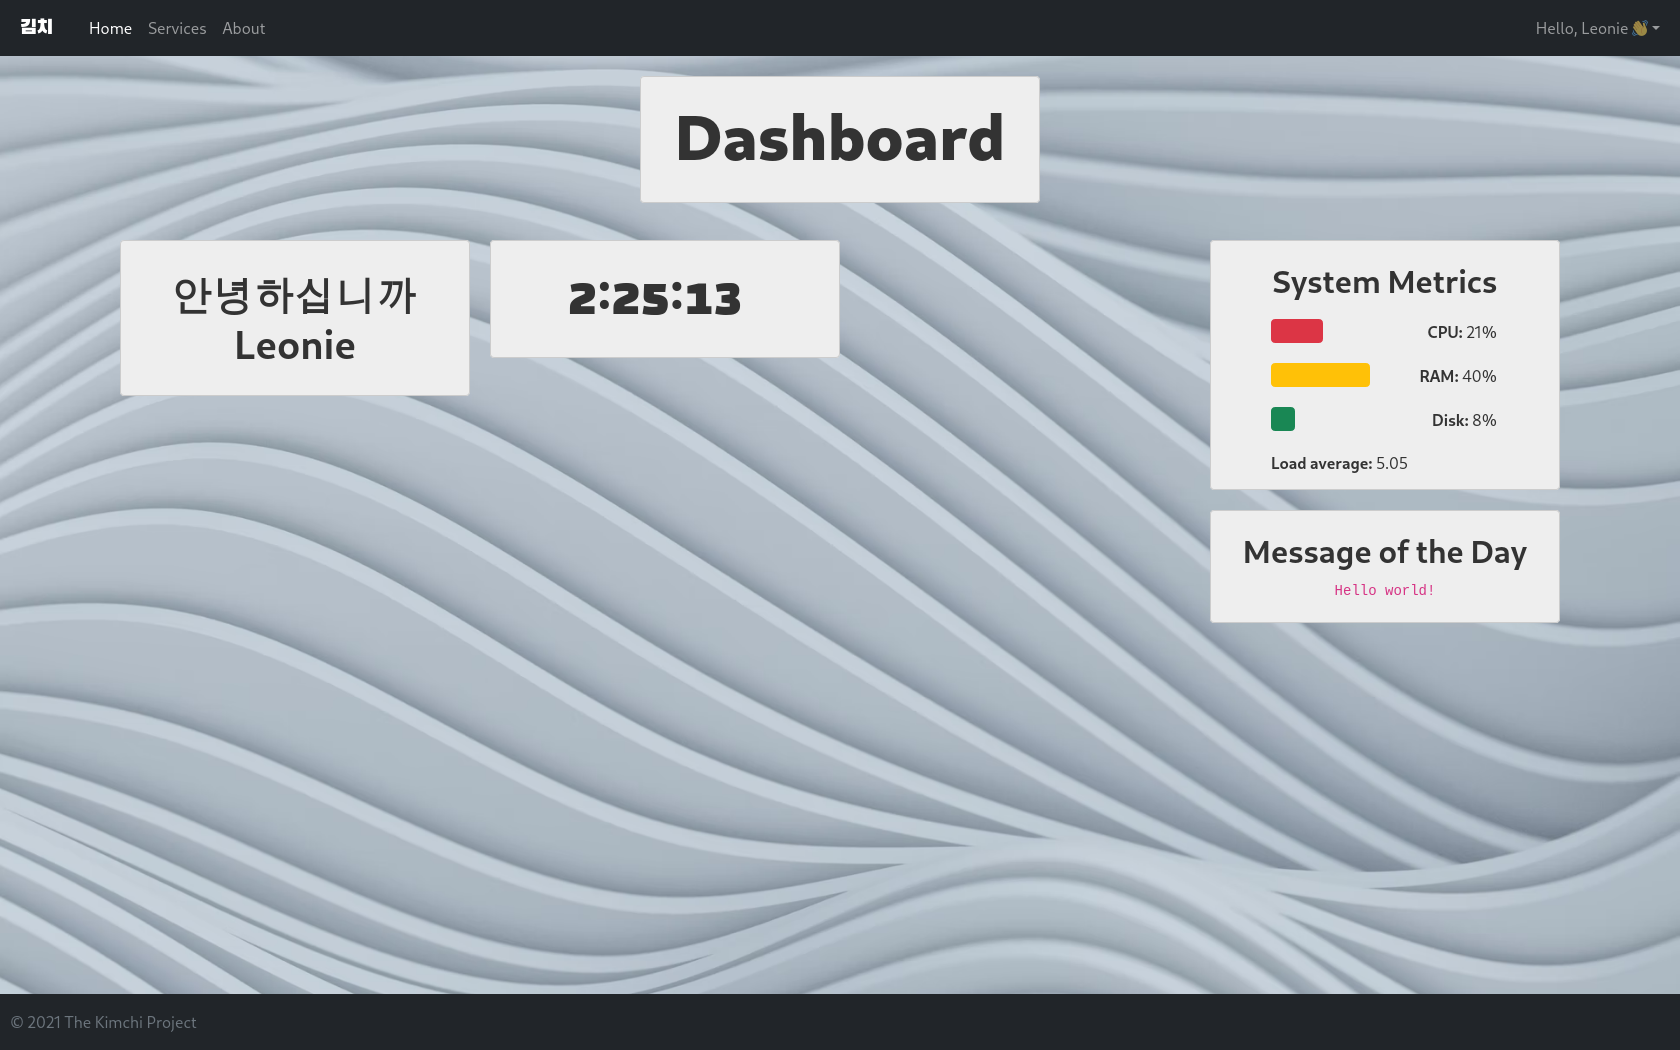 김치
Home
Services
About
Hello, Leonie 👋
Dashboard
안녕하십니까
Leonie
2:25:13
System Metrics
CPU: 21%
RAM: 40%
Disk: 8%
Load average: 5.05
Message of the Day
Hello world!
© 2021 The Kimchi Project